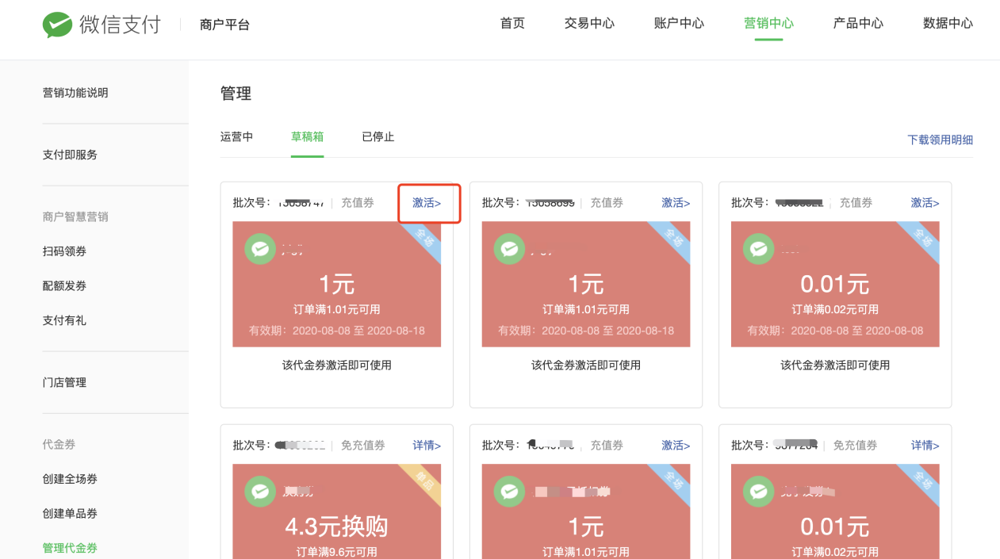 微信支付 商户平台 首页 交易中心 账户中心 营销中心 产品中心 数据中心
营销功能说明
支付即服务
商户智慧营销
扫码领券
配额发券
支付有礼
门店管理
代金券
创建全场券
创建单品券
管理代金券
管理
运营中 草稿箱 已停止 下载领用明细
批次号: 充值券 激活>
全场
1元
订单满1.01元可用
有效期: 2020-08-08 至 2020-08-18
该代金券激活即可使用
批次号: 充值券 激活>
全场
1元
订单满1.01元可用
有效期: 2020-08-08 至 2020-08-18
该代金券激活即可使用
批次号: 充值券 激活>
全场
0.01元
订单满0.02元可用
有效期: 2020-08-08 至 2020-08-08
该代金券激活即可使用
批次号: 免充值券 详情>
单品
4.3元换购
订单满9.6元可用
批次号: 充值券 激活>
全场
1元
订单满1.01元可用
批次号: 免充值券 详情>
全场
0.01元
订单满0.02元可用